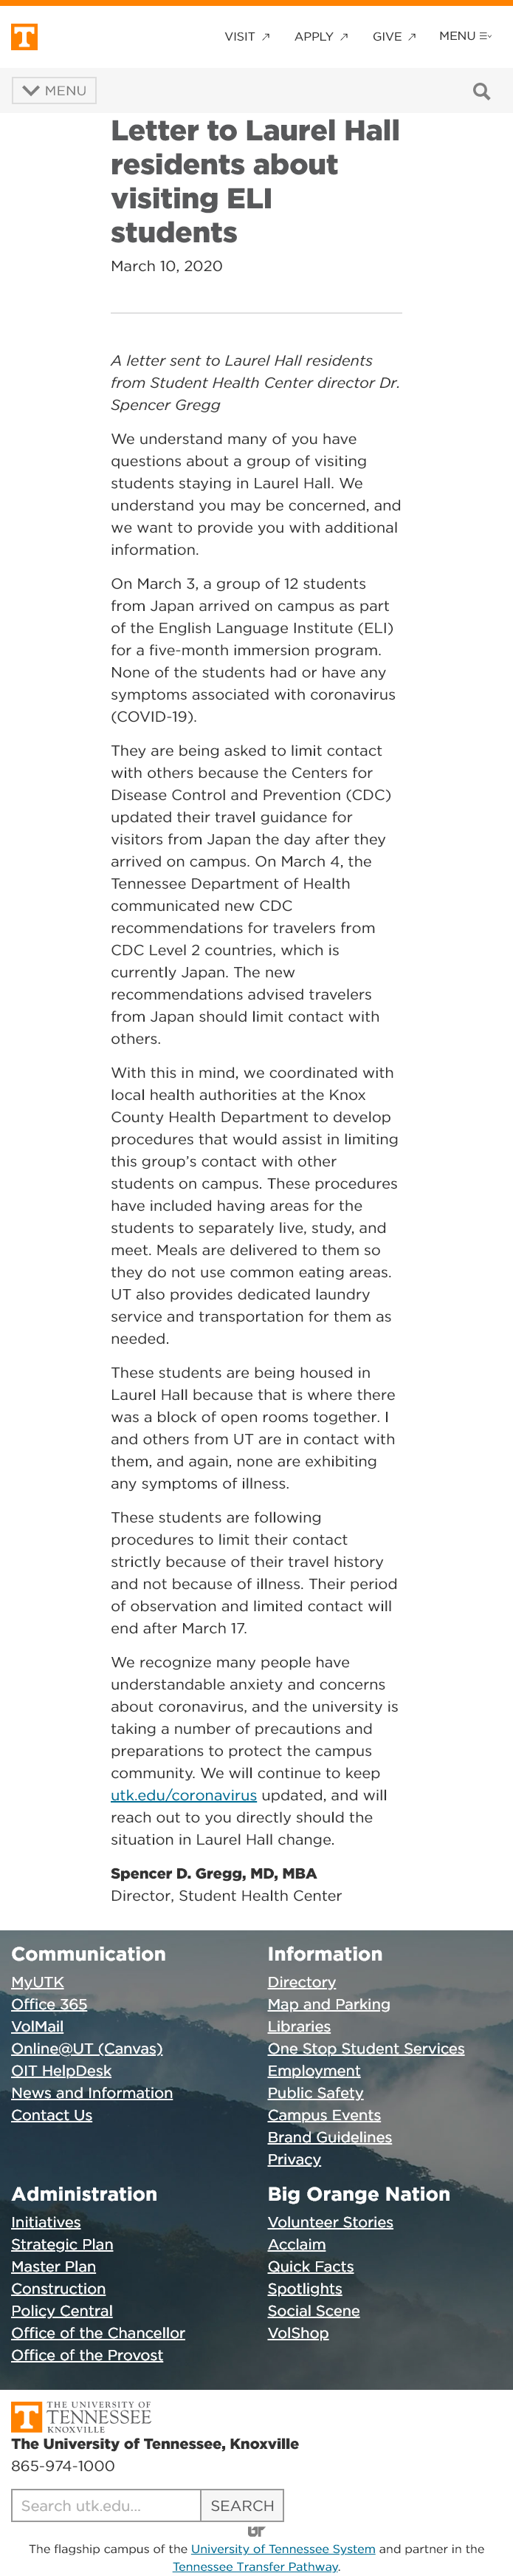 T
VISIT
APPLY
GIVE
MENU
MENU
Letter to Laurel Hall
residents about
visiting ELI
students
March 10, 2020
A letter sent to Laurel Hall residents
from Student Health Center director Dr.
Spencer Gregg
We understand many of you have
questions about a group of visiting
students staying in Laurel Hall. We
understand you may be concerned, and
we want to provide you with additional
information.
On March 3, a group of 12 students
from Japan arrived on campus as part
of the English Language Institute (ELI)
for a five-month immersion program.
None of the students had or have any
symptoms associated with coronavirus
(COVID-19).
They are being asked to limit contact
with others because the Centers for
Disease Control and Prevention (CDC)
updated their travel guidance for
visitors from Japan the day after they
arrived on campus. On March 4, the
Tennessee Department of Health
communicated new CDC
recommendations for travelers from
CDC Level 2 countries, which is
currently Japan. The new
recommendations advised travelers
from Japan should limit contact with
others.
With this in mind, we coordinated with
local health authorities at the Knox
County Health Department to develop
procedures that would assist in limiting
this group’s contact with other
students on campus. These procedures
have included having areas for the
students to separately live, study, and
meet. Meals are delivered to them so
they do not use common eating areas.
UT also provides dedicated laundry
service and transportation for them as
needed.
These students are being housed in
Laurel Hall because that is where there
was a block of open rooms together. I
and others from UT are in contact with
them, and again, none are exhibiting
any symptoms of illness.
These students are following
procedures to limit their contact
strictly because of their travel history
and not because of illness. Their period
of observation and limited contact will
end after March 17.
We recognize many people have
understandable anxiety and concerns
about coronavirus, and the university is
taking a number of precautions and
preparations to protect the campus
community. We will continue to keep
utk.edu/coronavirus updated, and will
reach out to you directly should the
situation in Laurel Hall change.
Spencer D. Gregg, MD, MBA
Director, Student Health Center
Communication
MyUTK
Office 365
VolMail
Online@UT (Canvas)
OIT HelpDesk
News and Information
Contact Us
Information
Directory
Map and Parking
Libraries
One Stop Student Services
Employment
Public Safety
Campus Events
Brand Guidelines
Privacy
Administration
Initiatives
Strategic Plan
Master Plan
Construction
Policy Central
Office of the Chancellor
Office of the Provost
Big Orange Nation
Volunteer Stories
Acclaim
Quick Facts
Spotlights
Social Scene
VolShop
T
THE UNIVERSITY OF
TENNESSEE
KNOXVILLE
The University of Tennessee, Knoxville
865-974-1000
Search utk.edu...
SEARCH
UT
The flagship campus of the University of Tennessee System and partner in the
Tennessee Transfer Pathway.